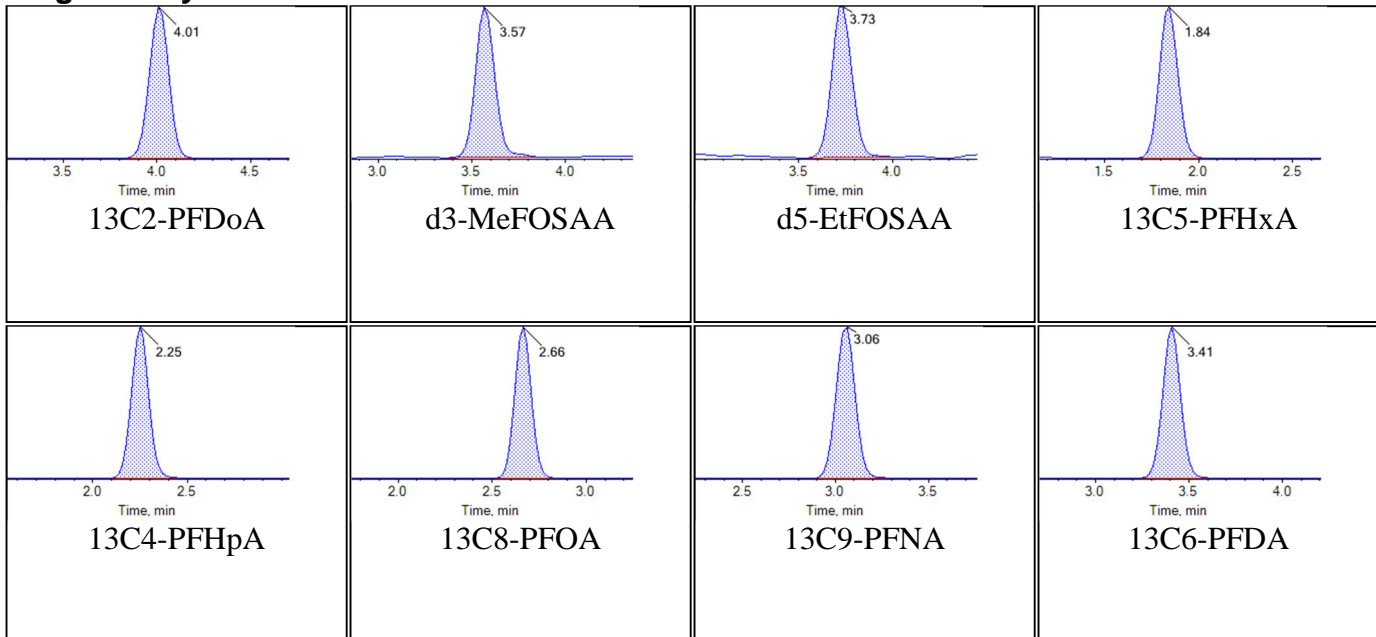 4.01
3.5 4.0 4.5
Time, min
13C2-PFDoA
3.57
3.0 3.5 4.0
Time, min
d3-MeFOSAA
3.73
3.5 4.0
Time, min
d5-EtFOSAA
1.84
1.5 2.0 2.5
Time, min
13C5-PFHxA
2.25
2.0 2.5
Time, min
13C4-PFHpA
2.66
2.0 2.5 3.0
Time, min
13C8-PFOA
3.06
2.5 3.0 3.5
Time, min
13C9-PFNA
3.41
3.0 3.5 4.0
Time, min
13C6-PFDA